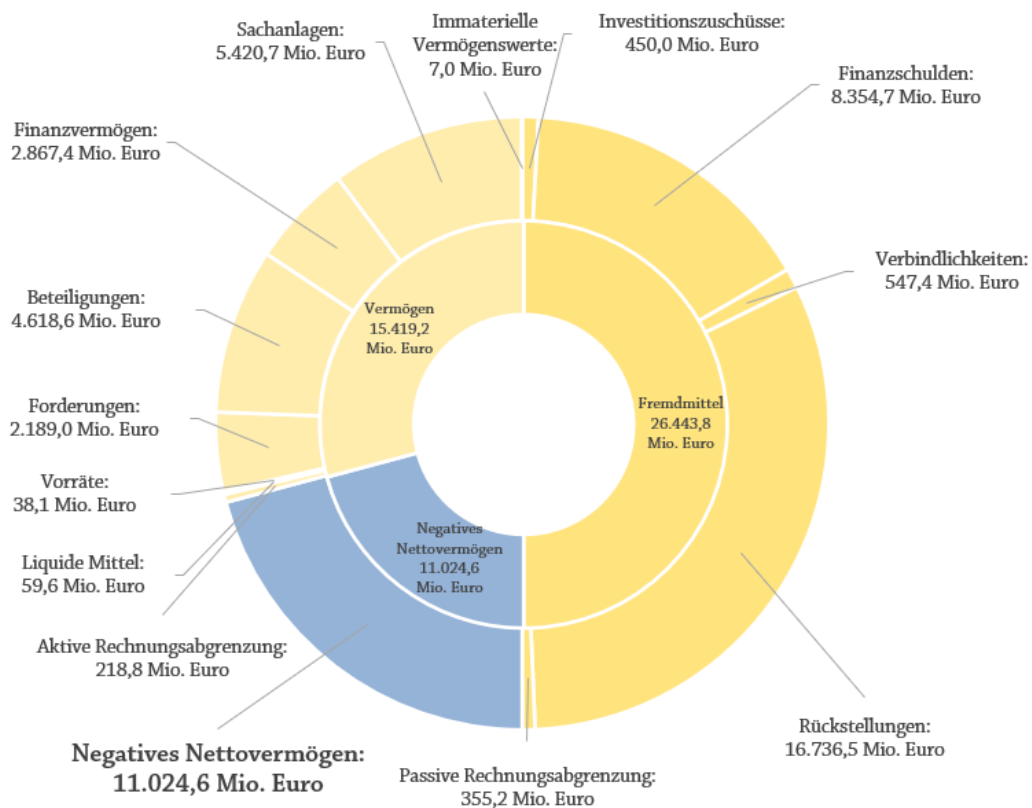 Immaterielle
Vermögenswerte:
7,0 Mio. Euro
Investitionszuschüsse:
450,0 Mio. Euro
Sachanlagen:
5.420,7 Mio. Euro
Finanzschulden:
8.354,7 Mio. Euro
Finanzvermögen:
2.867,4 Mio. Euro
Verbindlichkeiten:
547,4 Mio. Euro
Beteiligungen:
4.618,6 Mio. Euro
Vermögen
15.419,2
Mio. Euro
Forderungen:
2.189,0 Mio. Euro
Fremdmittel
26.443,8
Mio. Euro
Vorräte:
38,1 Mio. Euro
Negatives
Nettovermögen
11.024,6
Mio. Euro
Liquide Mittel:
59,6 Mio. Euro
Aktive Rechnungsabgrenzung:
218,8 Mio. Euro
Rückstellungen:
16.736,5 Mio. Euro
Negatives Nettovermögen:
11.024,6 Mio. Euro
Passive Rechnungsabgrenzung:
355,2 Mio. Euro